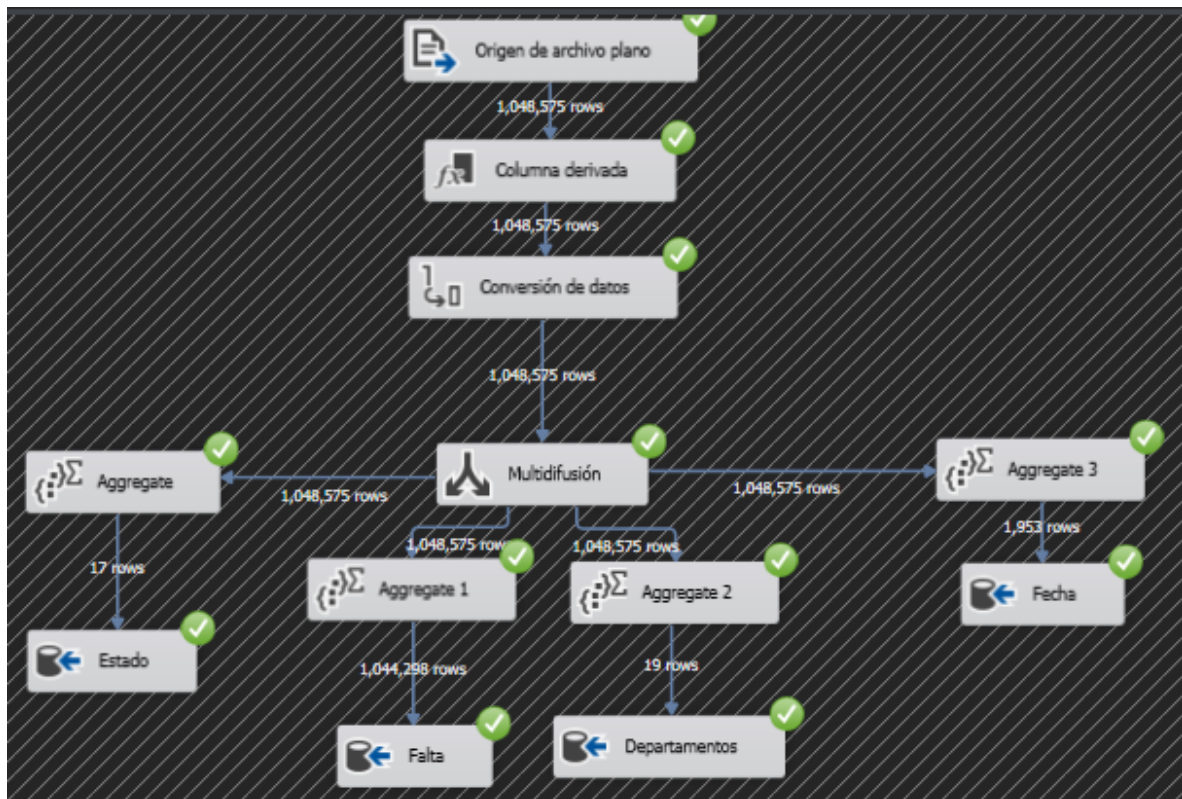 Origen de archivo plano
1,048,575 rows
Columna derivada
1,048,575 rows
Conversión de datos
1,048,575 rows
Aggregate
Multidifusión
Aggregate 3
1,048,575 rows
1,048,575 rows
1,953 rows
1,048,575 rows
1,048,575 rows
17 rows
Aggregate 1
Aggregate 2
Fecha
Estado
1,044,298 rows
19 rows
Falta
Departamentos